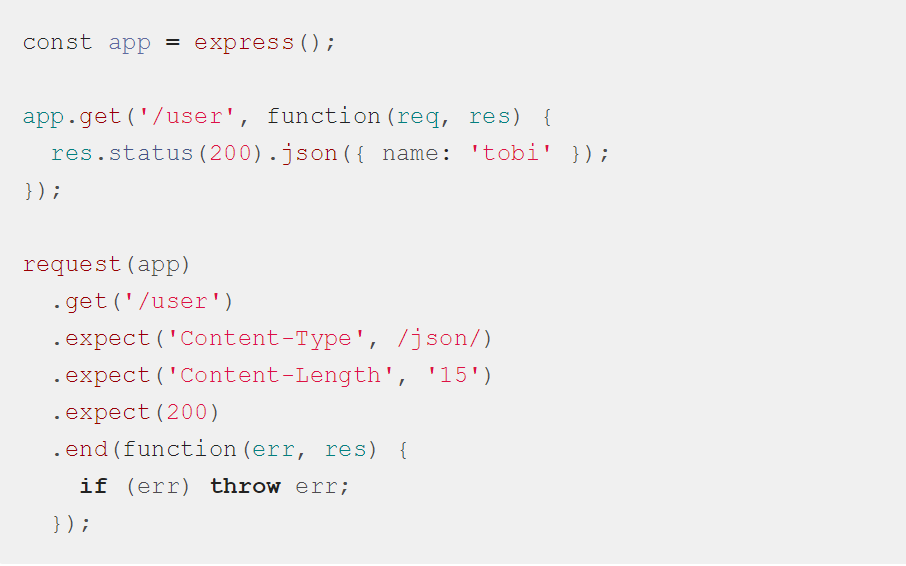 const app = express();

app.get('/user', function(req, res) {
  res.status(200).json({ name: 'tobi' });
});

request(app)
  .get('/user')
  .expect('Content-Type', /json/)
  .expect('Content-Length', '15')
  .expect(200)
  .end(function(err, res) {
    if (err) throw err;
  });